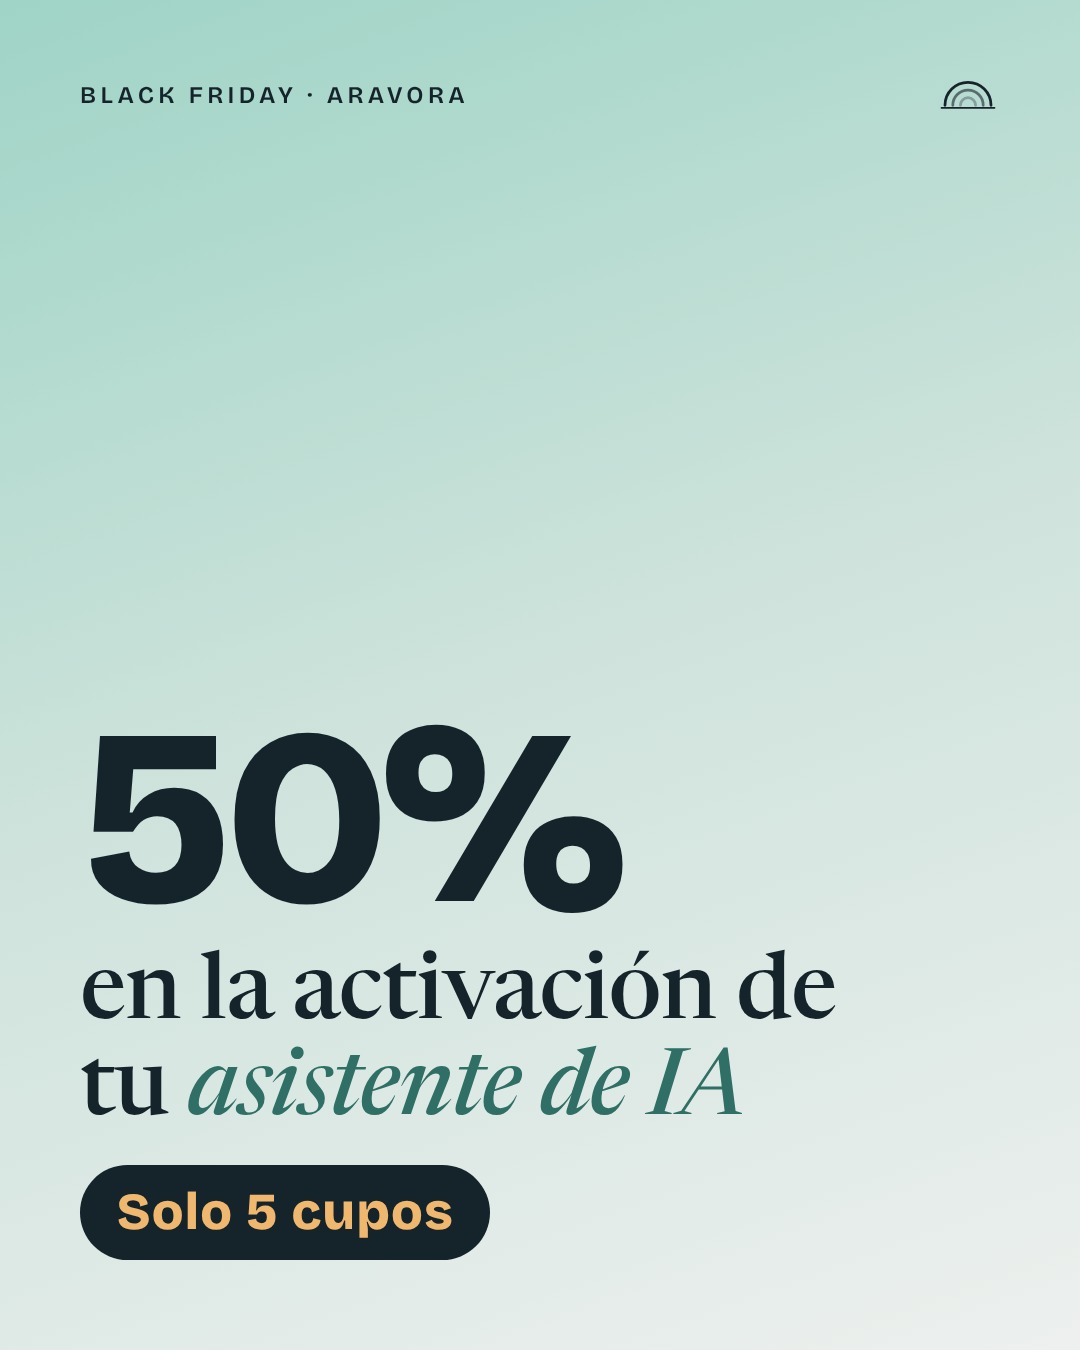 BLACK FRIDAY · ARAVORA
50%
en la activación de
tu asistente de IA
Solo 5 cupos